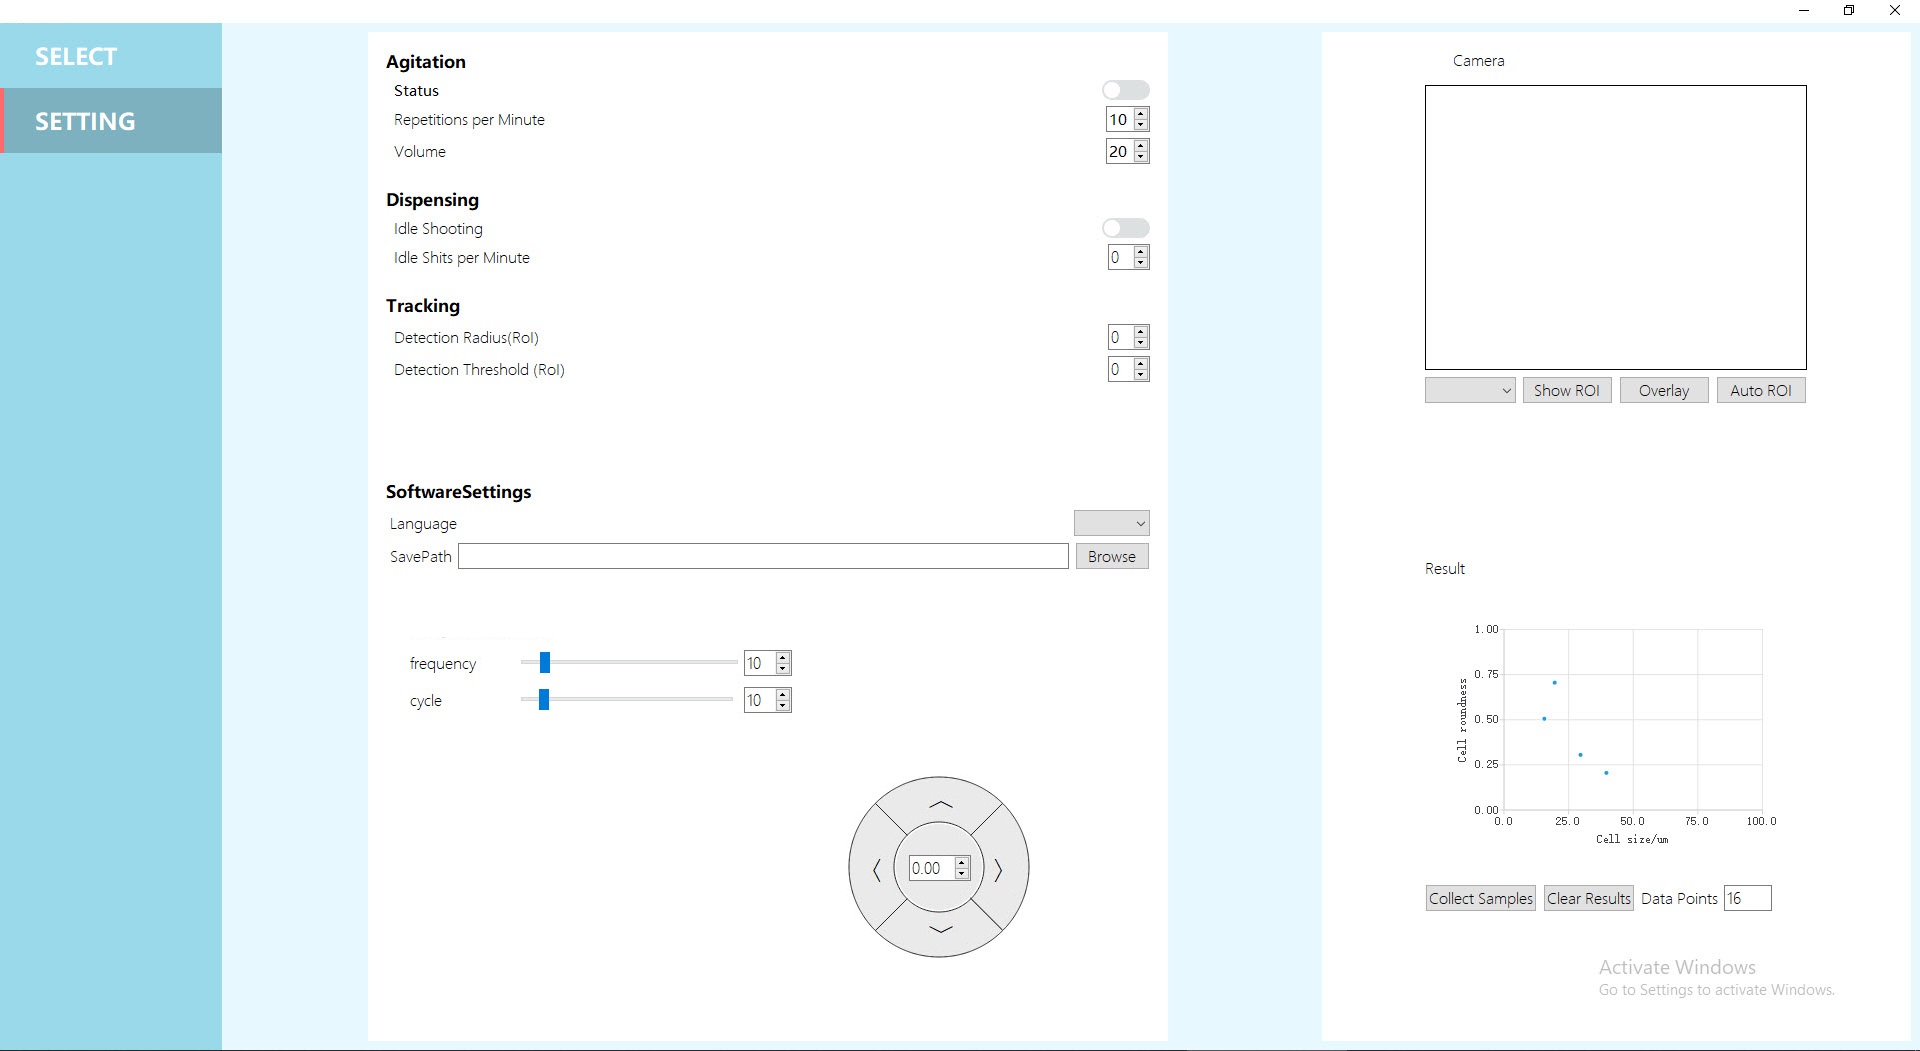 SELECT
SETTING
Agitation
Status
Repetitions per Minute 10
Volume 20
Dispensing
Idle Shooting
Idle Shits per Minute 0
Tracking
Detection Radius(RoI) 0
Detection Threshold (RoI) 0
SoftwareSettings
Language
SavePath Browse
frequency 10
cycle 10
0.00
Camera
Show ROI Overlay Auto ROI
Result
1.00
0.75
0.50
0.25
0.00
Cell roundness
0.0 25.0 50.0 75.0 100.0
Cell size/um
Collect Samples Clear Results Data Points 16
Activate Windows
Go to Settings to activate Windows.